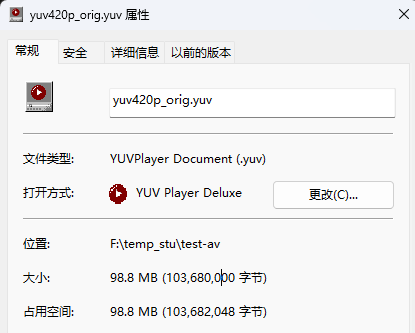 yuv420p_orig.yuv 属性
常规 安全 详细信息 以前的版本
yuv420p_orig.yuv
文件类型: YUVPlayer Document (.yuv)
打开方式: YUV Player Deluxe 更改(C)...
位置: F:\temp_stu\test-av
大小: 98.8 MB (103,680,000 字节)
占用空间: 98.8 MB (103,682,048 字节)